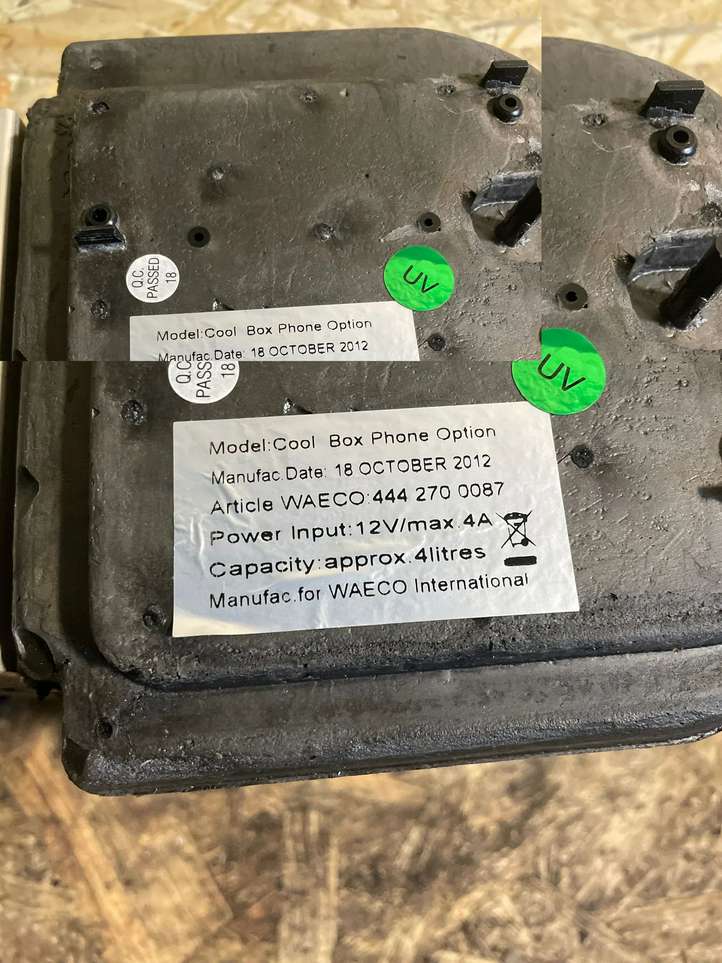 Q.C.
PASSED
18
UV
Model:Cool Box Phone Option
Manufac.Date: 18 OCTOBER 2012
Q.C.
PASS
18
UV
Model:Cool Box Phone Option
Manufac.Date: 18 OCTOBER 2012
Article WAECO:444 270 0087
Power Input:12V/max.4A
Capacity:approx.4litres
Manufac.for WAECO International